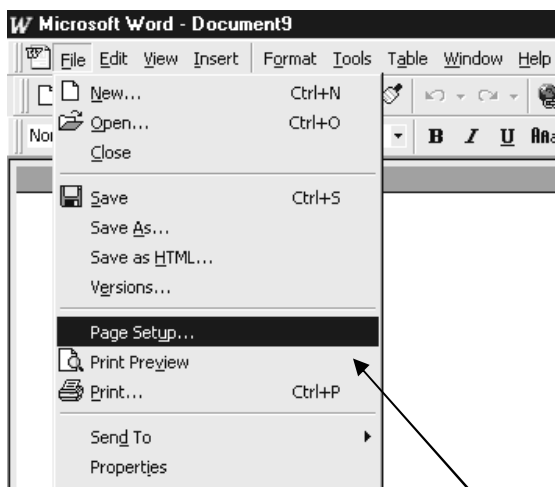 W Microsoft Word - Document9
File Edit View Insert Format Tools Table Window Help
New... Ctrl+N
Open... Ctrl+O
Close
Save Ctrl+S
Save As...
Save as HTML...
Versions...
Page Setup...
Print Preview
Print... Ctrl+P
Send To
Properties
B I U